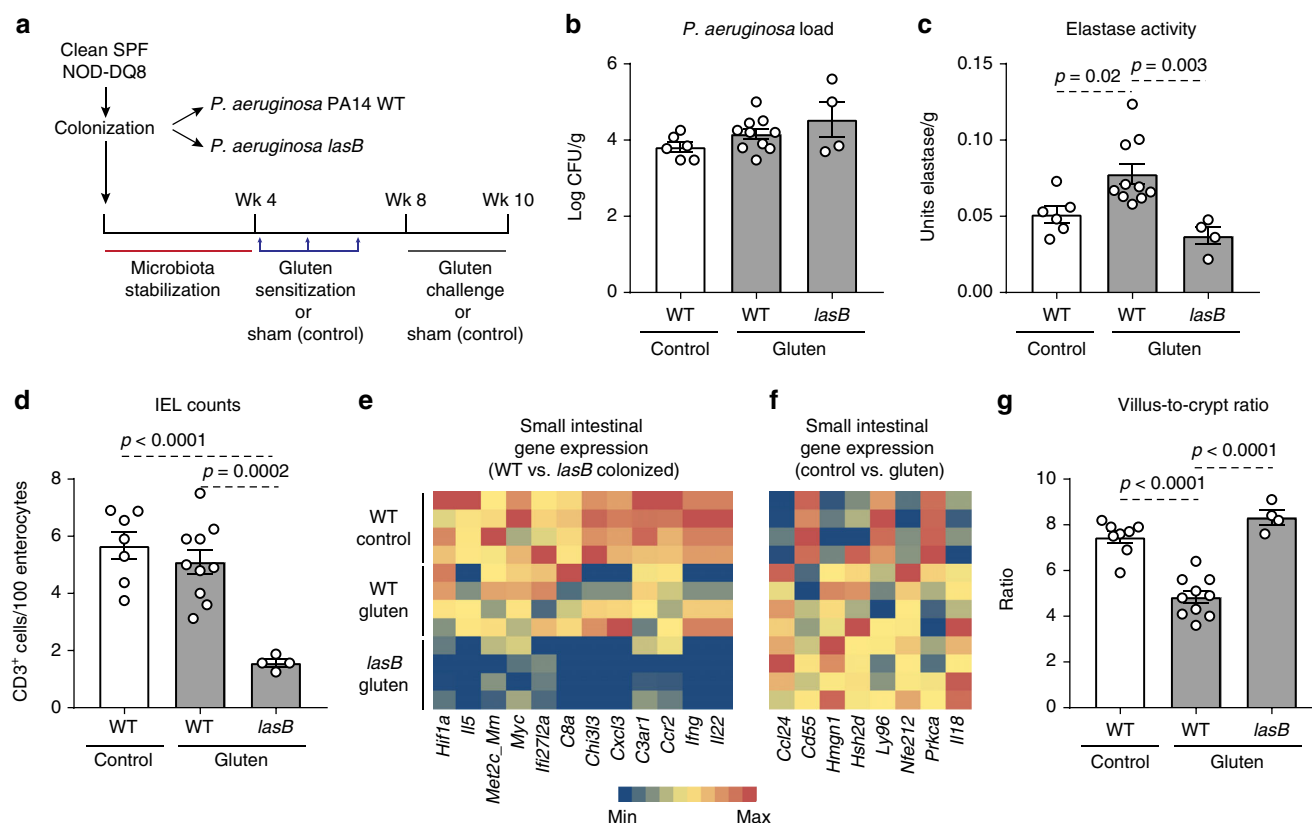 a
Clean SPF
NOD-DQ8
Colonization
P. aeruginosa PA14 WT
P. aeruginosa lasB
Wk 4
Wk 8
Wk 10
Microbiota
stabilization
Gluten
sensitization
or
sham (control)
Gluten
challenge
or
sham (control)
b
P. aeruginosa load
Log CFU/g
6
4
2
0
WT
WT
lasB
Control
Gluten
c
Elastase activity
Units elastase/g
0.15
0.10
0.05
0.00
p = 0.02
p = 0.003
WT
WT
lasB
Control
Gluten
d
IEL counts
CD3+ cells/100 enterocytes
8
6
4
2
0
p < 0.0001
p = 0.0002
WT
WT
lasB
Control
Gluten
e
Small intestinal
gene expression
(WT vs. lasB colonized)
WT
control
WT
gluten
lasB
gluten
Hif1a
Il5
Met2c_Mm
Myc
Ifi27l2a
C8a
Chi3l3
Cxcl3
C3ar1
Ccr2
Ifng
Il22
Min
Max
f
Small intestinal
gene expression
(control vs. gluten)
Ccl24
Cd55
Hmgn1
Hsh2d
Ly96
Nfe212
Prkca
Il18
g
Villus-to-crypt ratio
Ratio
10
8
6
4
2
0
p < 0.0001
p < 0.0001
WT
WT
lasB
Control
Gluten